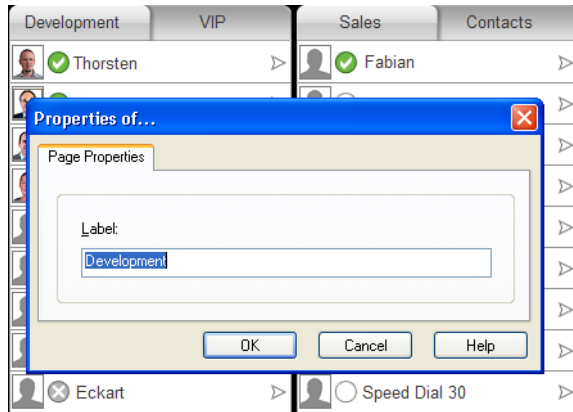 Development VIP Sales Contacts
Thorsten Fabian
Properties of...
Page Properties
Label:
Development
OK Cancel Help
Eckart Speed Dial 30